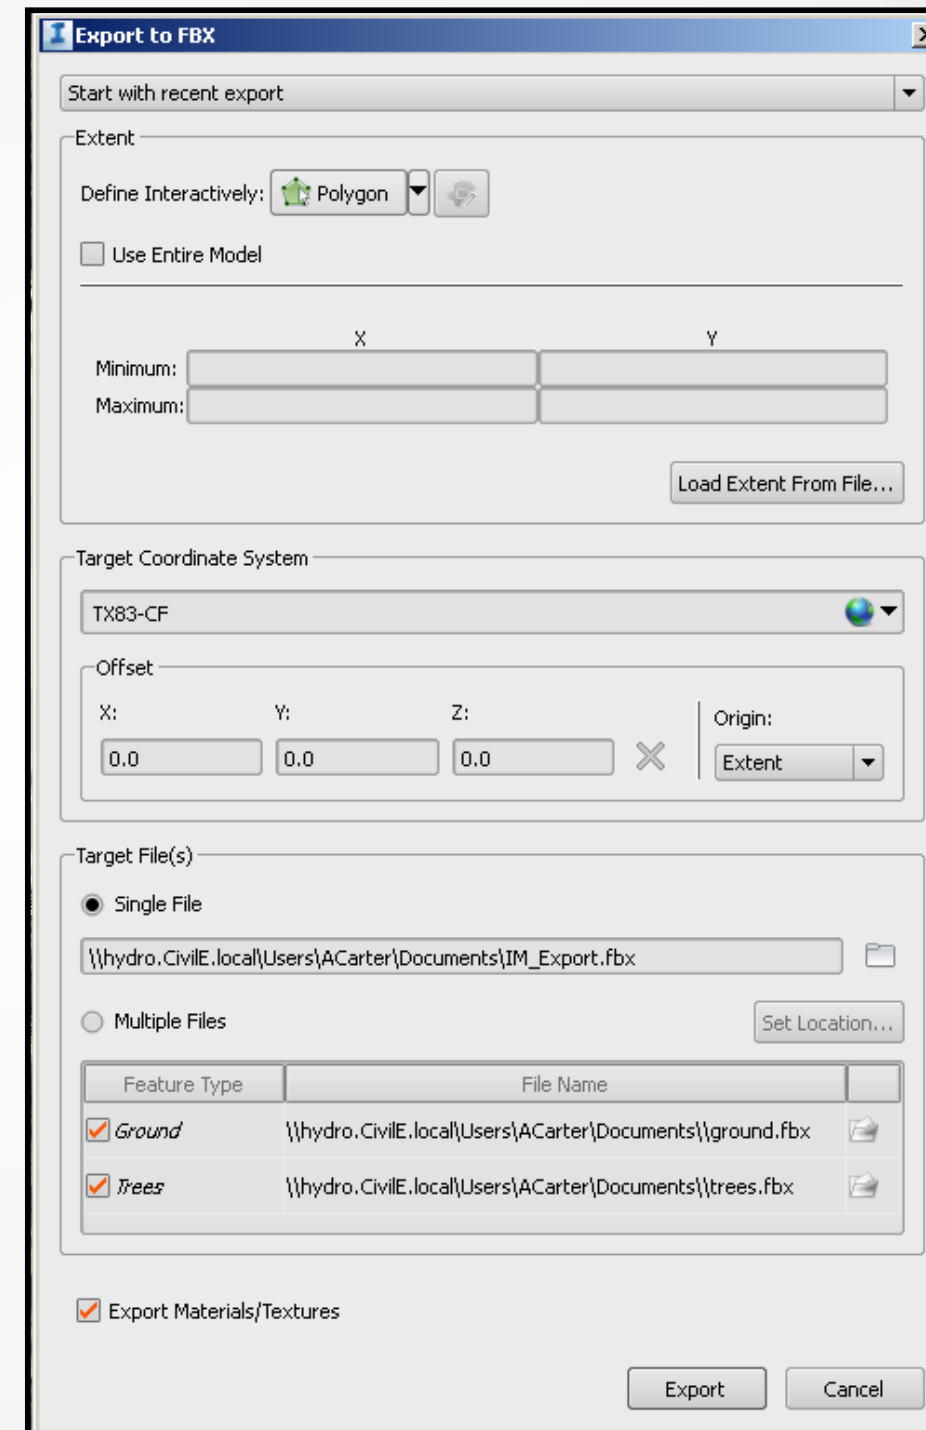 Export to FBX
Start with recent export
Extent
Define Interactively: Polygon
Use Entire Model
X Y
Minimum:
Maximum:
Load Extent From File...
Target Coordinate System
TX83-CF
Offset
X: Y: Z:
Origin:
0.0 0.0 0.0
Extent
Target File(s)
Single File
\\hydro.CivilE.local\Users\ACarter\Documents\IM_Export.fbx
Multiple Files
Set Location...
Feature Type File Name
Ground \\hydro.CivilE.local\Users\ACarter\Documents\\ground.fbx
Trees \\hydro.CivilE.local\Users\ACarter\Documents\\trees.fbx
Export Materials/Textures
Export Cancel